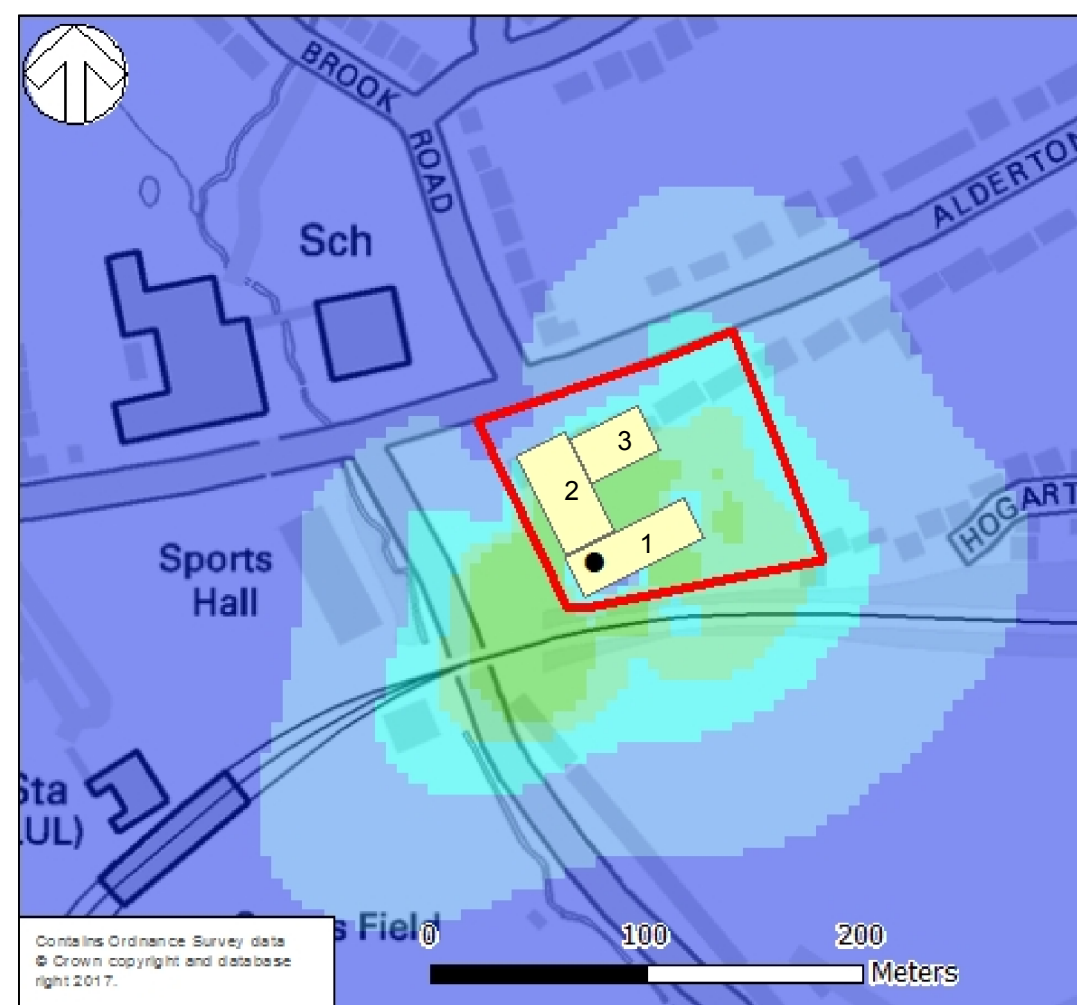 BROOK
ROAD
ALDERTON
Sch
3
2
1
HOGART
Sports
Hall
Sta
UL)
s Field
0 100 200
Meters
Contains Ordnance Survey data
© Crown copyright and database
right 2017.